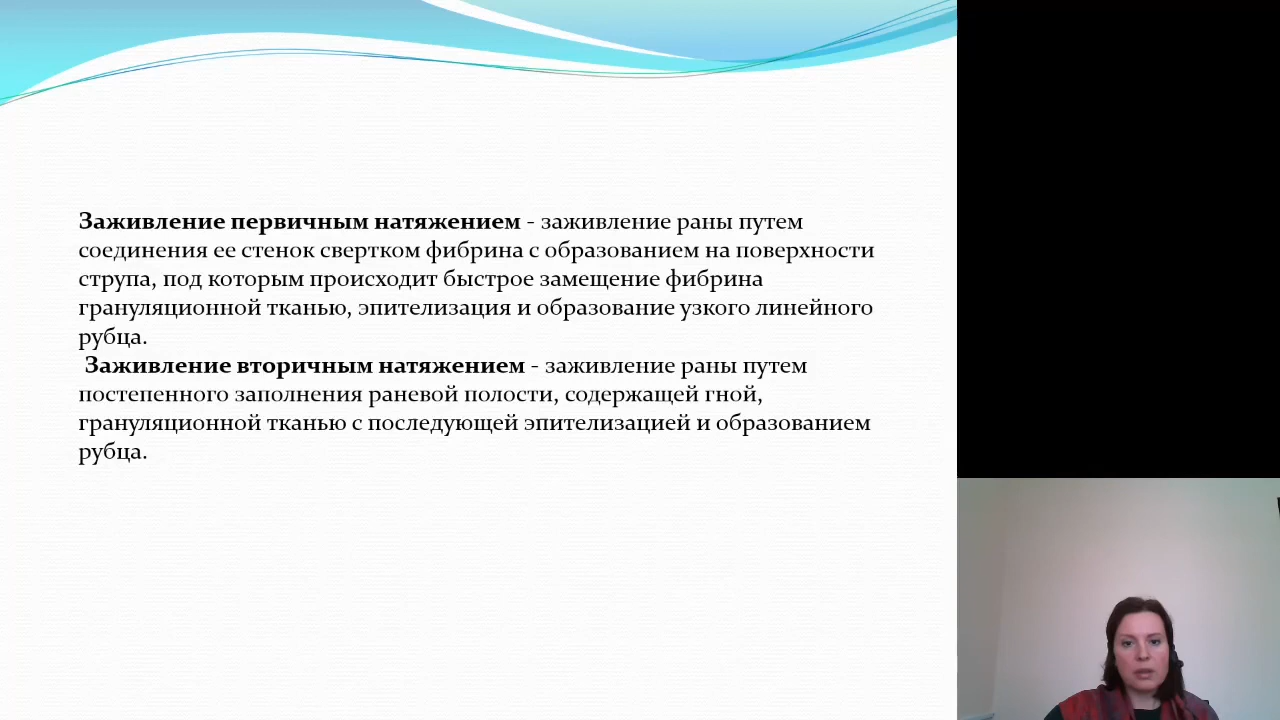 Заживление первичным натяжением - заживление раны путем
соединения ее стенок свертком фибрина с образованием на поверхности
струпа, под которым происходит быстрое замещение фибрина
грануляционной тканью, эпителизация и образование узкого линейного
рубца.
Заживление вторичным натяжением - заживление раны путем
постепенного заполнения раневой полости, содержащей гной,
грануляционной тканью с последующей эпителизацией и образованием
рубца.